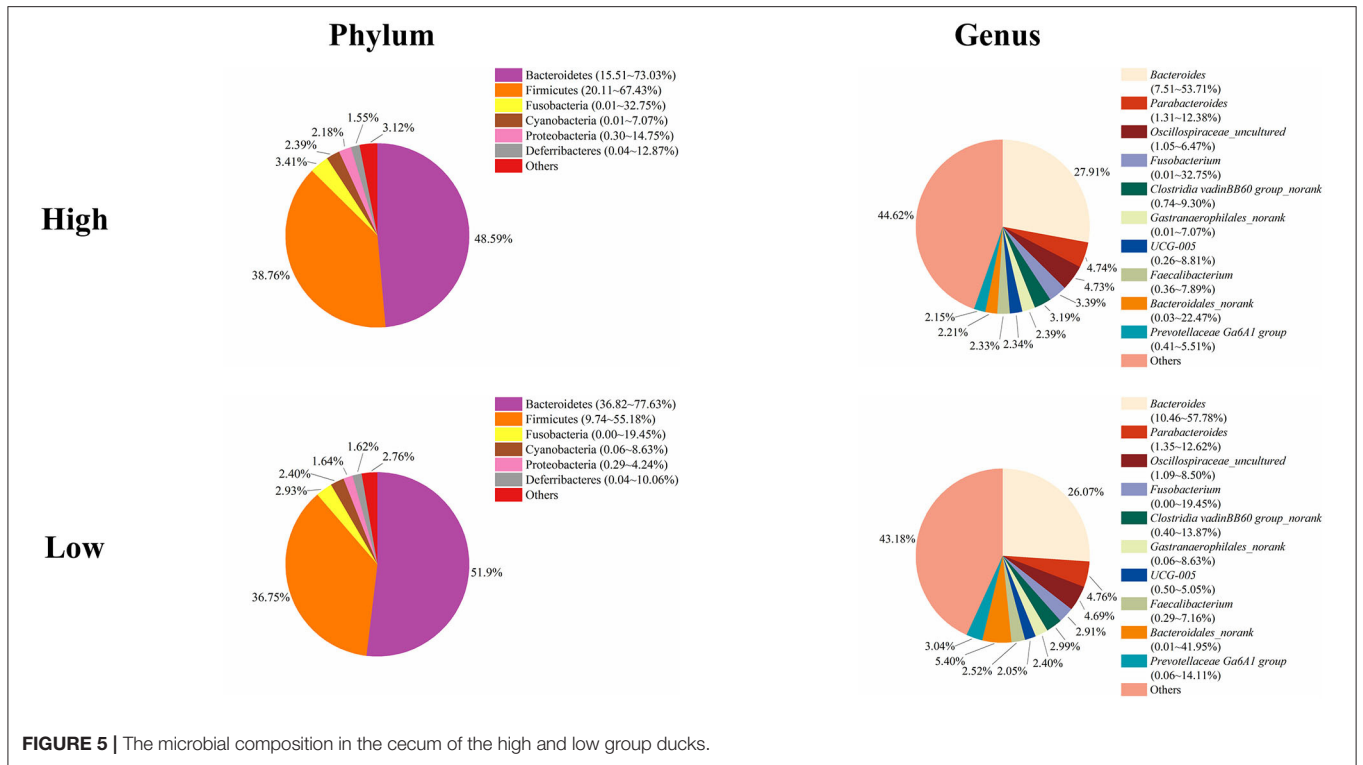 Phylum
Genus
High
Bacteroidetes (15.51~73.03%)
Firmicutes (20.11~67.43%)
Fusobacteria (0.01~32.75%)
Cyanobacteria (0.01~7.07%)
Proteobacteria (0.30~14.75%)
Deferribacteres (0.04~12.87%)
Others
1.55%
2.18%
3.12%
2.39%
3.41%
48.59%
38.76%
Bacteroides
(7.51~53.71%)
Parabacteroides
(1.31~12.38%)
Oscillospiraceae_uncultured
(1.05~6.47%)
Fusobacterium
(0.01~32.75%)
Clostridia vadinBB60 group_norank
(0.74~9.30%)
Gastranaerophilales_norank
(0.01~7.07%)
UCG-005
(0.26~8.81%)
Faecalibacterium
(0.36~7.89%)
Bacteroidales_norank
(0.03~22.47%)
Prevotellaceae Ga6A1 group
(0.41~5.51%)
Others
27.91%
44.62%
4.74%
4.73%
3.39%
3.19%
2.39%
2.34%
2.33%
2.21%
2.15%
Low
Bacteroidetes (36.82~77.63%)
Firmicutes (9.74~55.18%)
Fusobacteria (0.00~19.45%)
Cyanobacteria (0.06~8.63%)
Proteobacteria (0.29~4.24%)
Deferribacteres (0.04~10.06%)
Others
1.62%
1.64%
2.76%
2.40%
2.93%
51.9%
36.75%
Bacteroides
(10.46~57.78%)
Parabacteroides
(1.35~12.62%)
Oscillospiraceae_uncultured
(1.09~8.50%)
Fusobacterium
(0.00~19.45%)
Clostridia vadinBB60 group_norank
(0.40~13.87%)
Gastranaerophilales_norank
(0.06~8.63%)
UCG-005
(0.50~5.05%)
Faecalibacterium
(0.29~7.16%)
Bacteroidales_norank
(0.01~41.95%)
Prevotellaceae Ga6A1 group
(0.06~14.11%)
Others
26.07%
43.18%
4.76%
4.69%
2.91%
2.99%
2.40%
2.05%
2.52%
5.40%
3.04%
FIGURE 5 | The microbial composition in the cecum of the high and low group ducks.